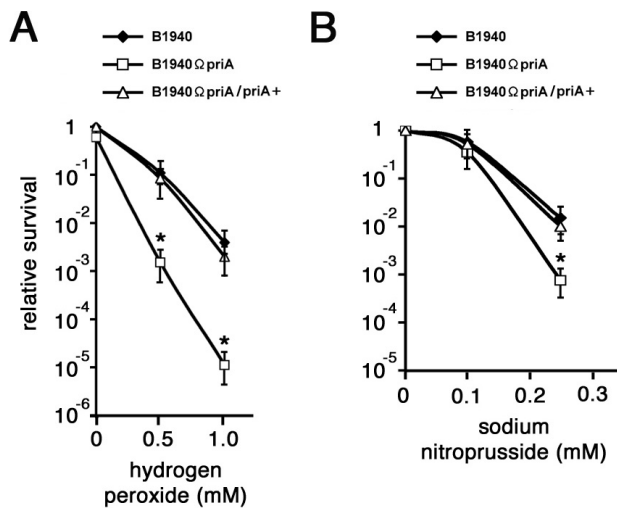 A
B1940
B1940ΩpriA
B1940ΩpriA/priA+
relative survival
1
10-1
10-2
10-3
10-4
10-5
10-6
*
*
0
0.5
1.0
hydrogen
peroxide (mM)
B
B1940
B1940ΩpriA
B1940ΩpriA/priA+
1
10-1
10-2
10-3
10-4
10-5
*
0
0.1
0.2
0.3
sodium
nitroprusside (mM)